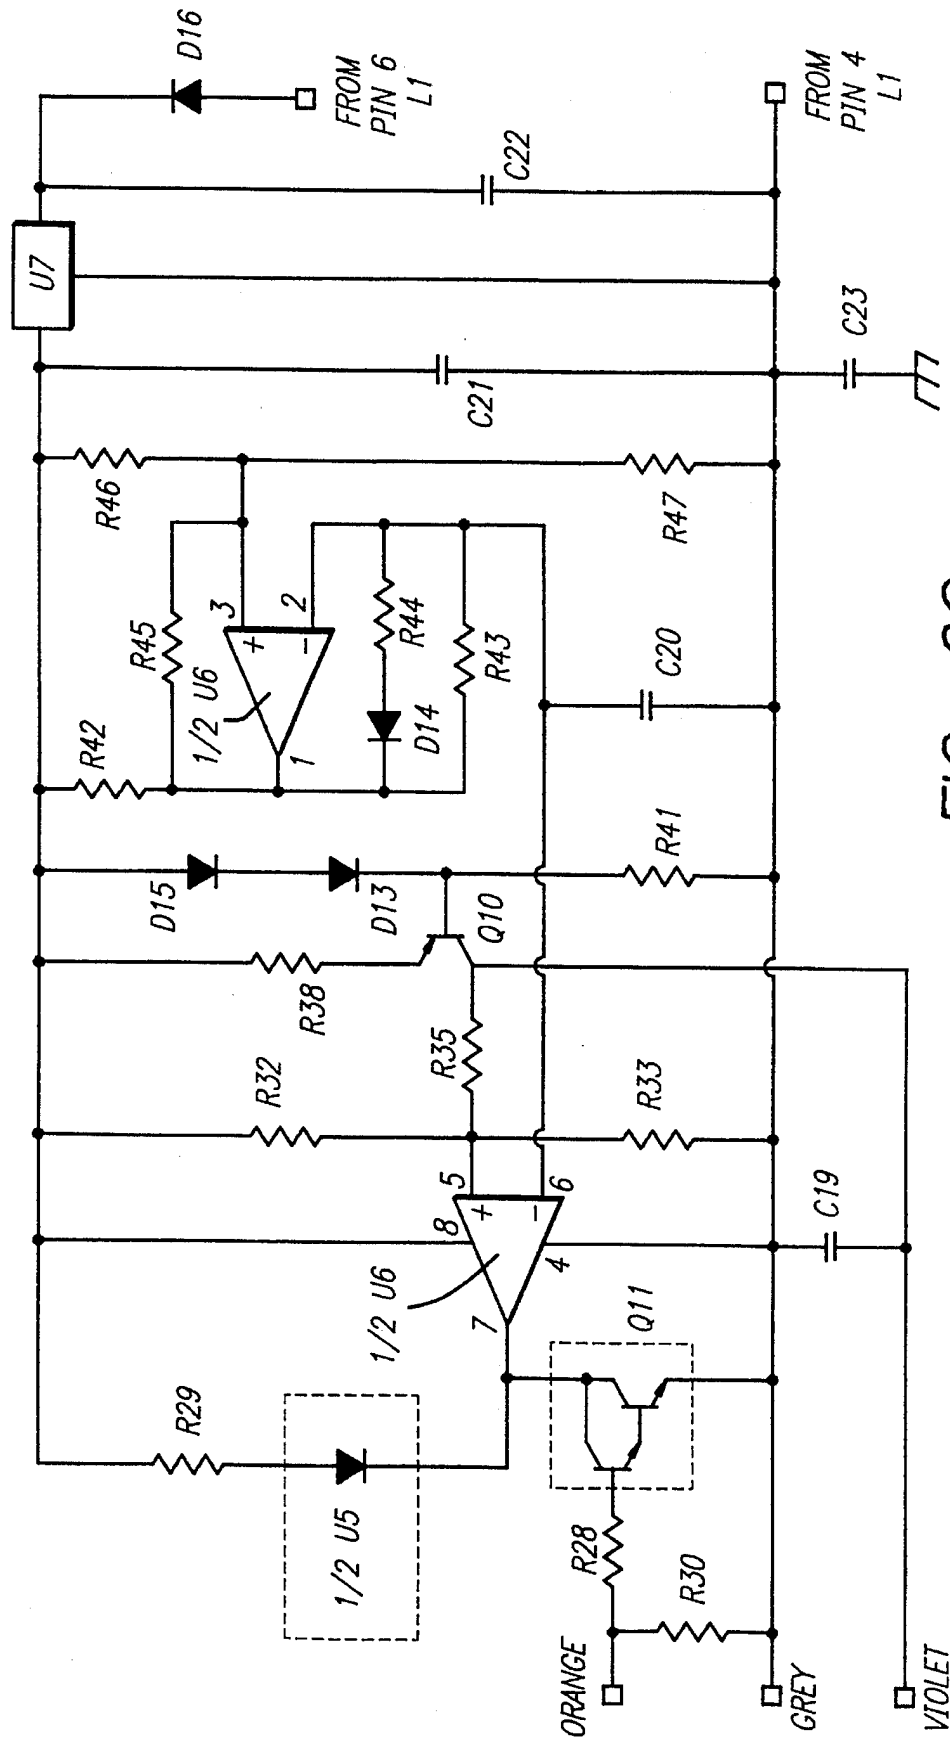 U7
R42
R46
R45
D15
R29
D16
1/2 U6
3
+
2
−
1
R32
R38
D13
1/2 U5
1/2 U6
FROM
PIN 6
L1
R44
D14
8
5
+
7
R35
C21
Q10
R43
C22
4
6
−
ORANGE
R28
Q11
R33
R41
C20
R47
R30
GREY
C19
FROM
PIN 4
L1
C23
VIOLET
FIG.